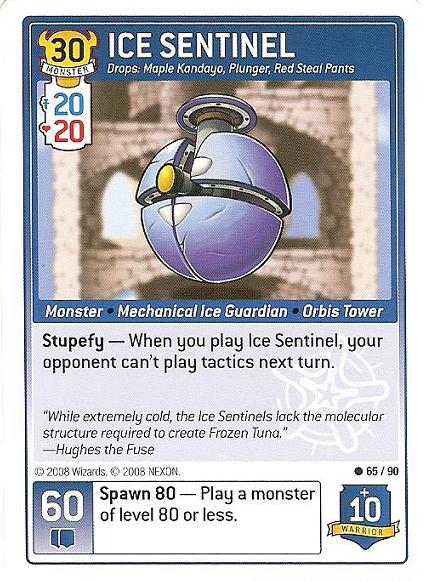 30
MONSTER
ICE SENTINEL
Drops: Maple Kandayo, Plunger, Red Steal Pants
20
20
Monster • Mechanical Ice Guardian • Orbis Tower
Stupefy — When you play Ice Sentinel, your
opponent can't play tactics next turn.
"While extremely cold, the Ice Sentinels lack the molecular
structure required to create Frozen Tuna."
—Hughes the Fuse
© 2008 Wizards. © 2008 NEXON.
● 65 / 90
60
Spawn 80 — Play a monster
of level 80 or less.
+
10
WARRIOR